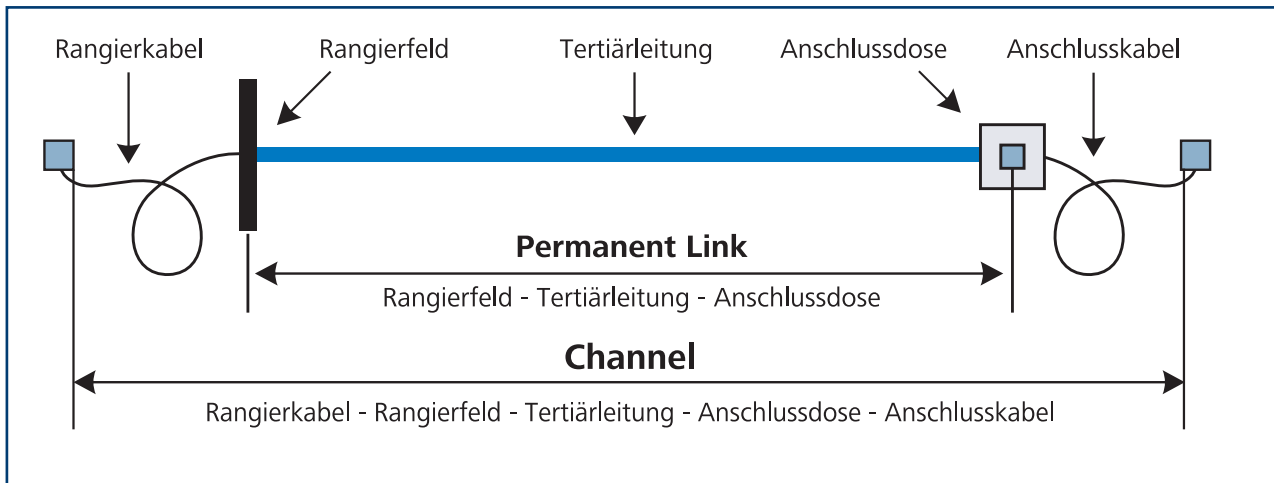 Rangierkabel
Rangierfeld
Tertiärleitung
Anschlussdose
Anschlusskabel
Permanent Link
Rangierfeld - Tertiärleitung - Anschlussdose
Channel
Rangierkabel - Rangierfeld - Tertiärleitung - Anschlussdose - Anschlusskabel